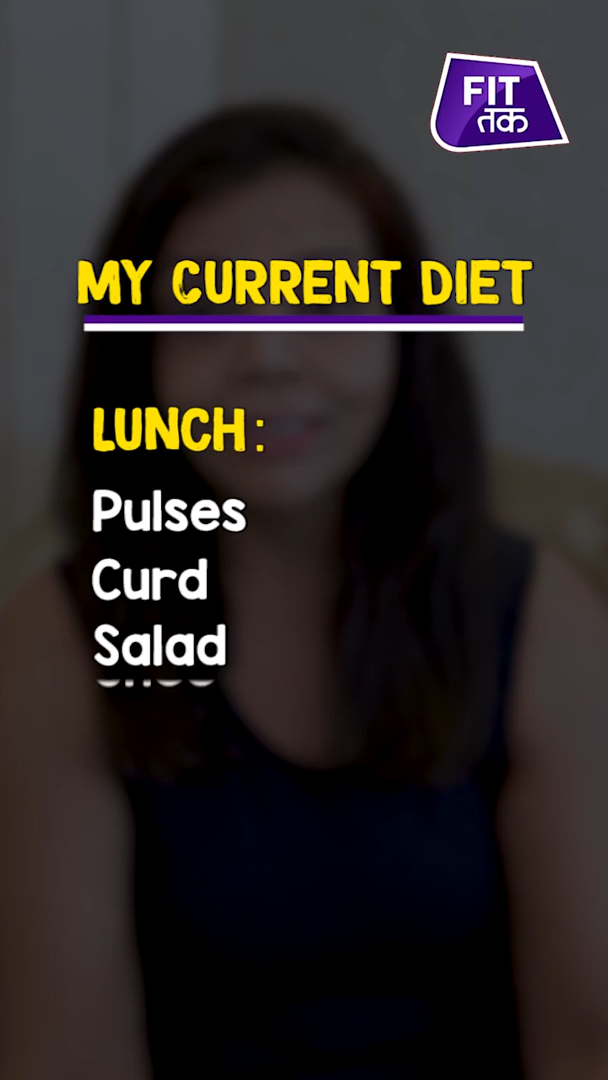 FIT
तक
MY CURRENT DIET
LUNCH:
Pulses
Curd
Salad